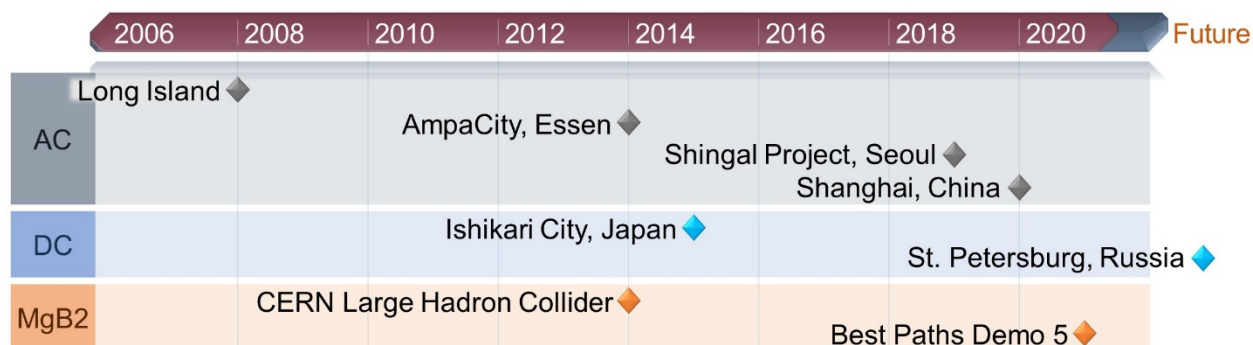 2006 2008 2010 2012 2014 2016 2018 2020 Future
AC
Long Island
AmpaCity, Essen
Shingal Project, Seoul
Shanghai, China
DC
Ishikari City, Japan
St. Petersburg, Russia
MgB2
CERN Large Hadron Collider
Best Paths Demo 5